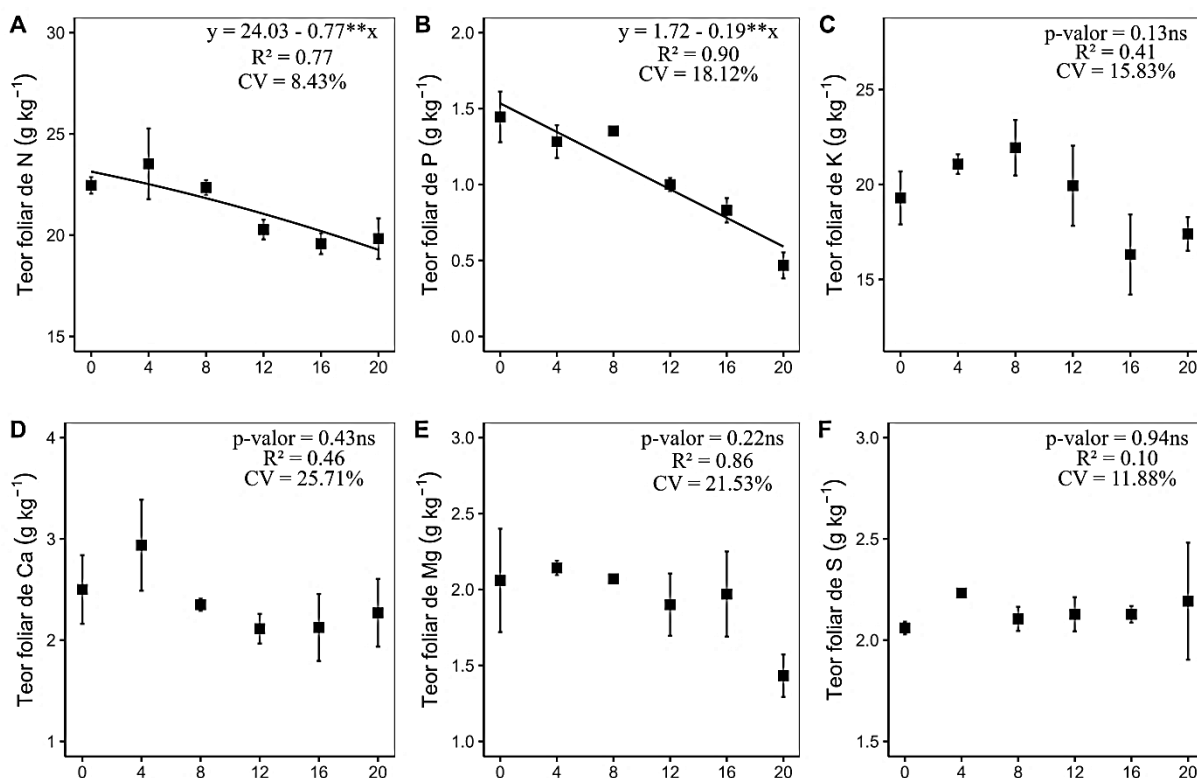 A
y = 24.03 - 0.77**x
R² = 0.77
CV = 8.43%
Teor foliar de N (g kg⁻¹)
30
25
20
15
0 4 8 12 16 20
B
y = 1.72 - 0.19**x
R² = 0.90
CV = 18.12%
Teor foliar de P (g kg⁻¹)
2.0
1.5
1.0
0.5
0.0
0 4 8 12 16 20
C
p-valor = 0.13ns
R² = 0.41
CV = 15.83%
Teor foliar de K (g kg⁻¹)
25
20
15
0 4 8 12 16 20
D
p-valor = 0.43ns
R² = 0.46
CV = 25.71%
Teor foliar de Ca (g kg⁻¹)
4
3
2
1
0 4 8 12 16 20
E
p-valor = 0.22ns
R² = 0.86
CV = 21.53%
Teor foliar de Mg (g kg⁻¹)
3.0
2.5
2.0
1.5
1.0
0 4 8 12 16 20
F
p-valor = 0.94ns
R² = 0.10
CV = 11.88%
Teor foliar de S (g kg⁻¹)
3.0
2.5
2.0
1.5
0 4 8 12 16 20